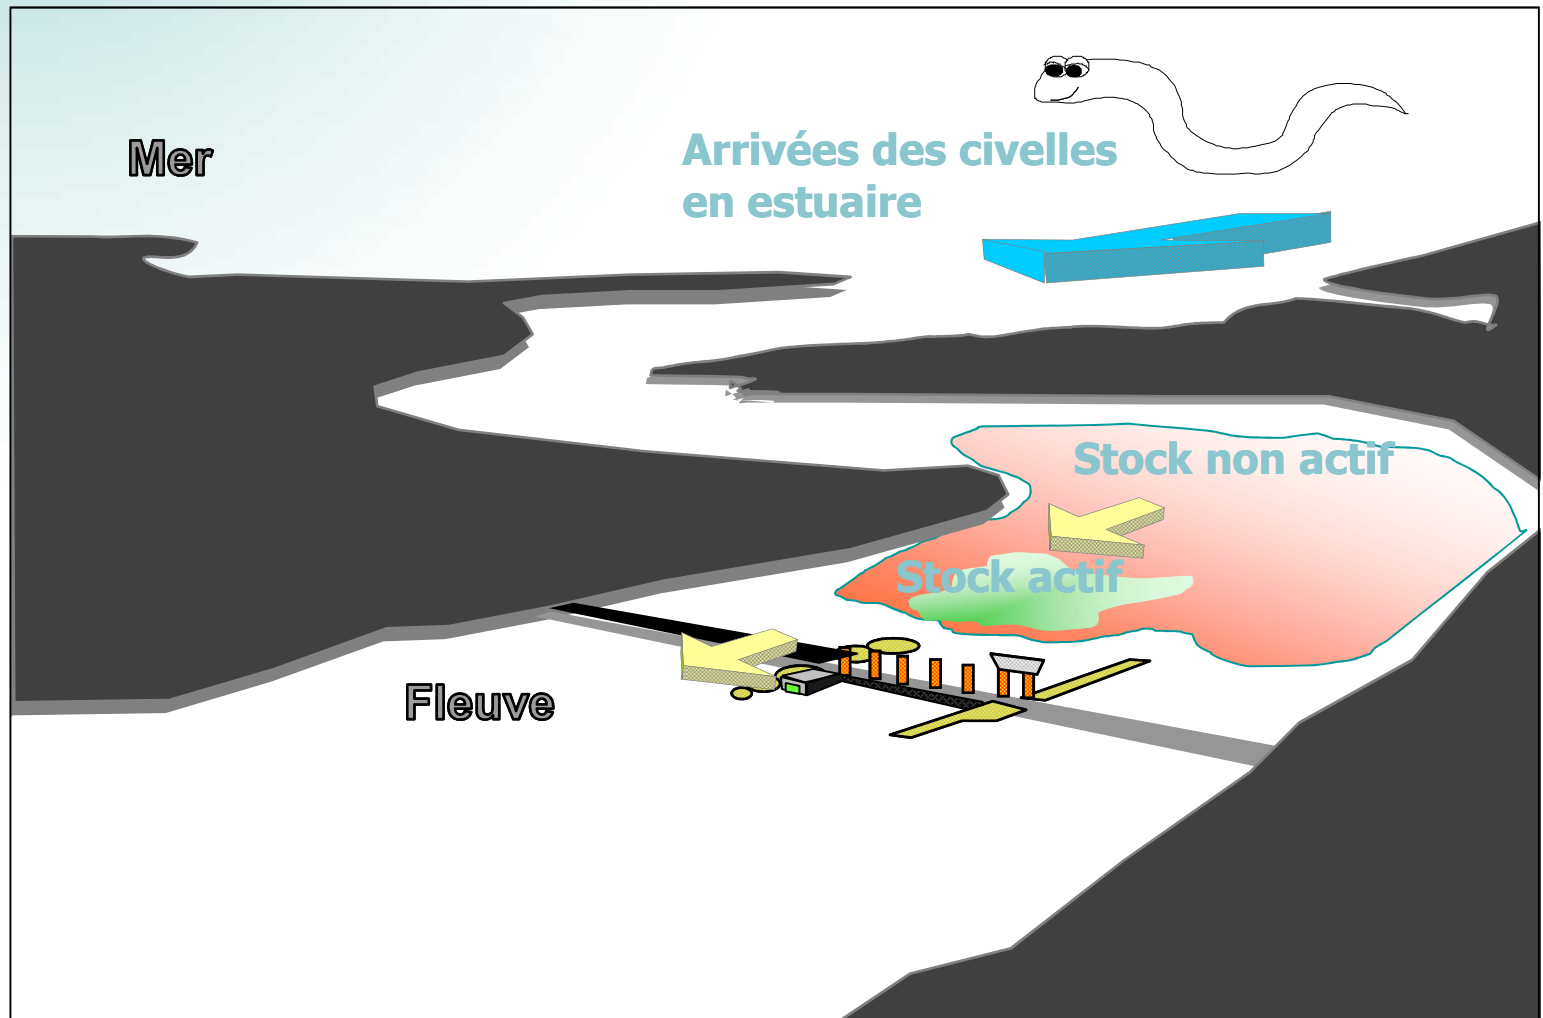 Mer
Arrivées des civelles
en estuaire
Stock non actif
Stock actif
Fleuve